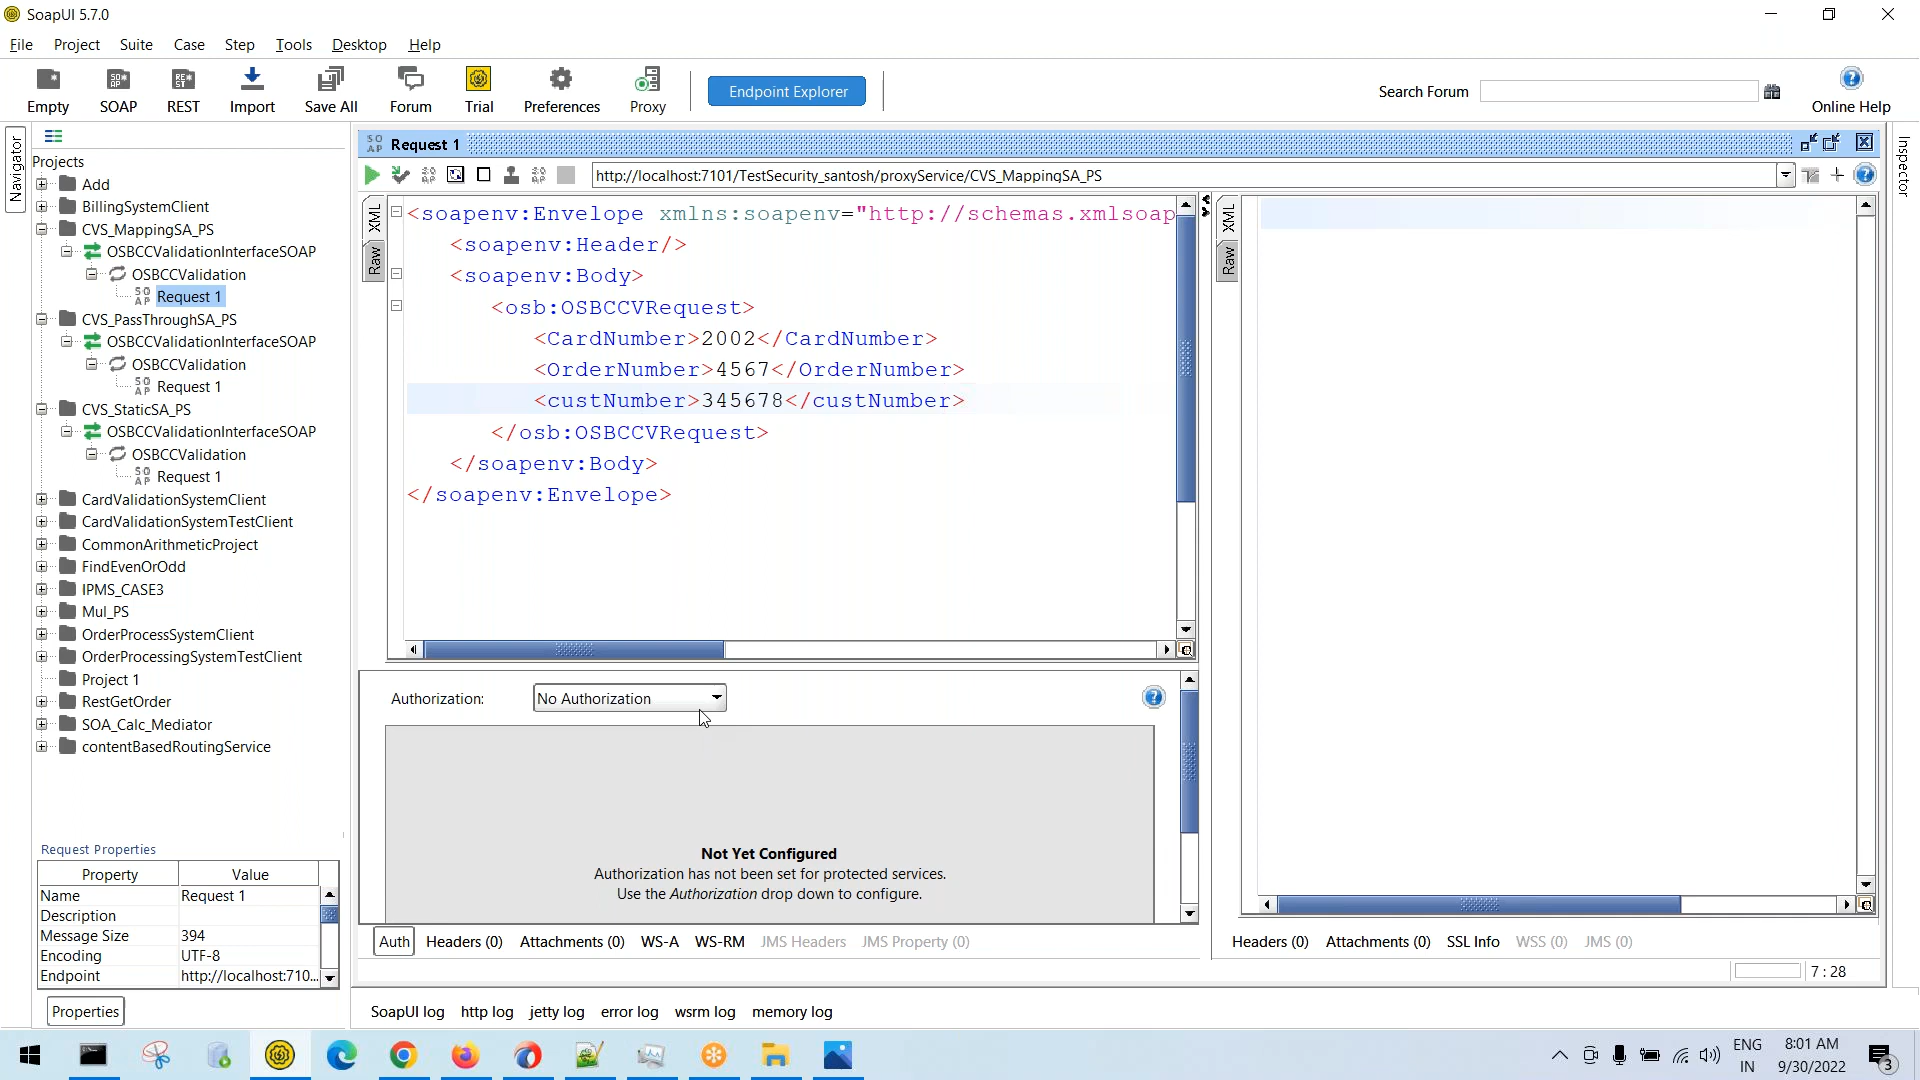 SoapUI 5.7.0
File Project Suite Case Step Tools Desktop Help
Empty SOAP REST Import Save All Forum Trial Preferences Proxy Endpoint Explorer Search Forum Online Help
Navigator
Projects
Add
BillingSystemClient
CVS_MappingSA_PS
OSBCCValidationInterfaceSOAP
OSBCCValidation
Request 1
CVS_PassThroughSA_PS
OSBCCValidationInterfaceSOAP
OSBCCValidation
Request 1
CVS_StaticSA_PS
OSBCCValidationInterfaceSOAP
OSBCCValidation
Request 1
CardValidationSystemClient
CardValidationSystemTestClient
CommonArithmeticProject
FindEvenOrOdd
IPMS_CASE3
Mul_PS
OrderProcessSystemClient
OrderProcessingSystemTestClient
Project 1
RestGetOrder
SOA_Calc_Mediator
contentBasedRoutingService
Request Properties
Property Value
Name Request 1
Description
Message Size 394
Encoding UTF-8
Endpoint http://localhost:710...
Properties
Request 1
http://localhost:7101/TestSecurity_santosh/proxyService/CVS_MappingSA_PS
XML
Raw
<soapenv:Envelope xmlns:soapenv="http://schemas.xmlsoap
<soapenv:Header/>
<soapenv:Body>
<osb:OSBCCVRequest>
<CardNumber>2002</CardNumber>
<OrderNumber>4567</OrderNumber>
<custNumber>345678</custNumber>
</osb:OSBCCVRequest>
</soapenv:Body>
</soapenv:Envelope>
Authorization: No Authorization
Not Yet Configured
Authorization has not been set for protected services.
Use the Authorization drop down to configure.
Auth Headers (0) Attachments (0) WS-A WS-RM JMS Headers JMS Property (0)
XML
Raw
Headers (0) Attachments (0) SSL Info WSS (0) JMS (0)
7 : 28
Inspector
SoapUI log http log jetty log error log wsrm log memory log
ENG
IN
8:01 AM
9/30/2022
3